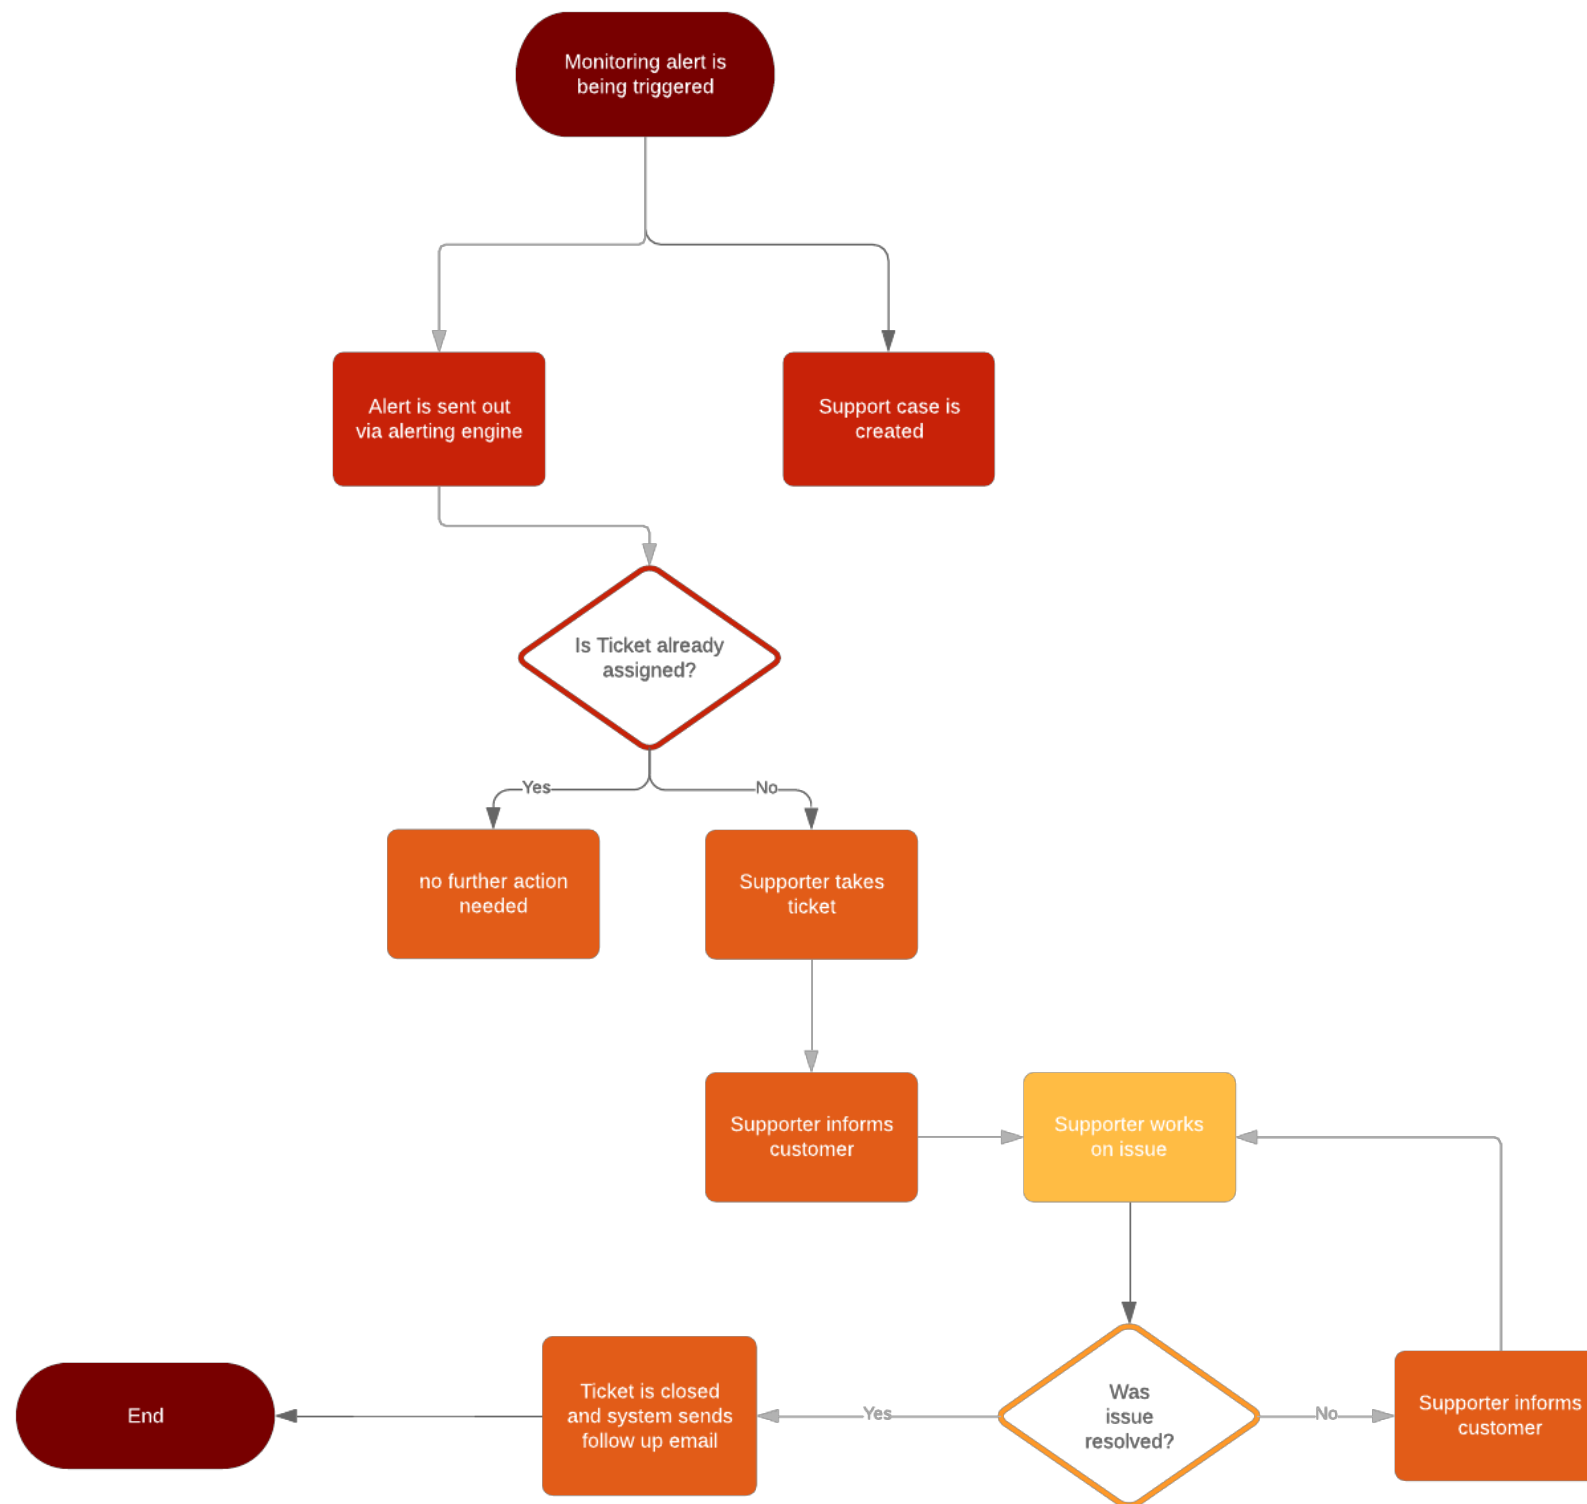 Monitoring alert is
being triggered
Alert is sent out
via alerting engine
Support case is
created
Is Ticket already
assigned?
Yes
No
no further action
needed
Supporter takes
ticket
Supporter informs
customer
Supporter works
on issue
Was
issue
resolved?
Yes
No
Ticket is closed
and system sends
follow up email
Supporter informs
customer
End